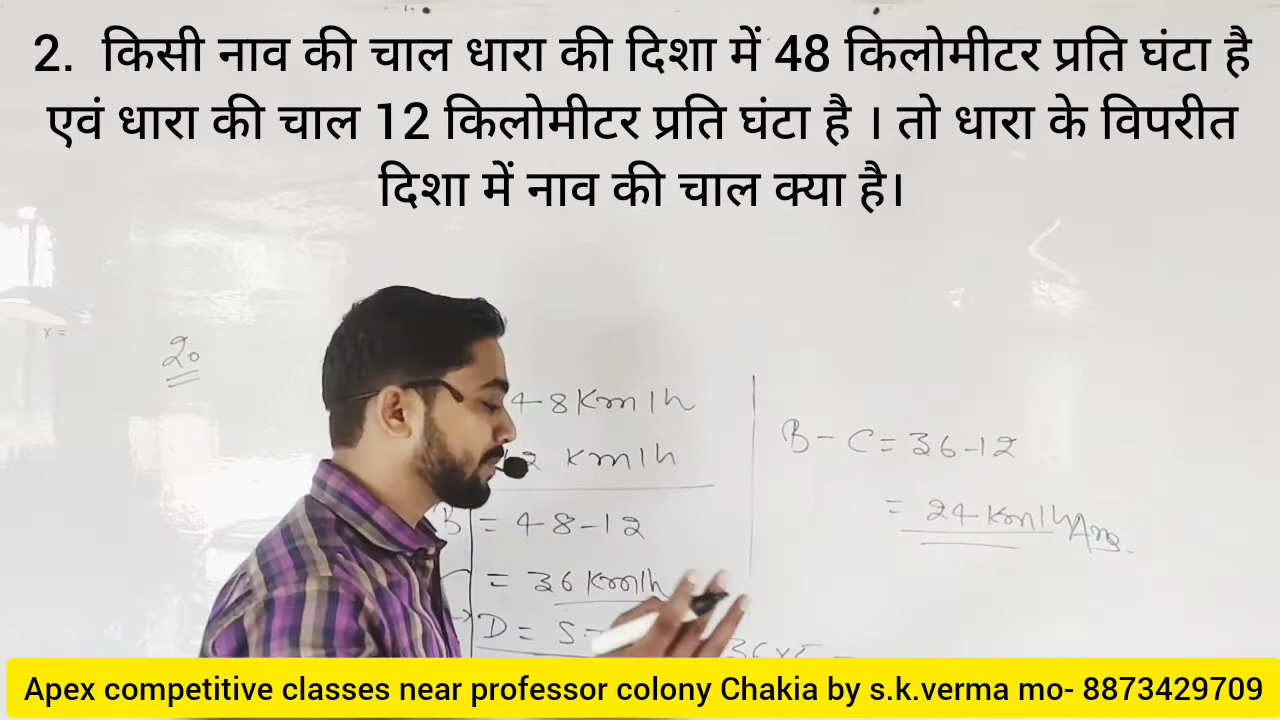 2. किसी नाव की चाल धारा की दिशा में 48 किलोमीटर प्रति घंटा है
एवं धारा की चाल 12 किलोमीटर प्रति घंटा है । तो धारा के विपरीत
दिशा में नाव की चाल क्या है।
x =
20
48 Km/h
12 Km/h
B = 48-12
= 36 Km/h
D = S
B - C = 36-12
= 24 Km/h Ans.
Apex competitive classes near professor colony Chakia by s.k.verma mo- 8873429709